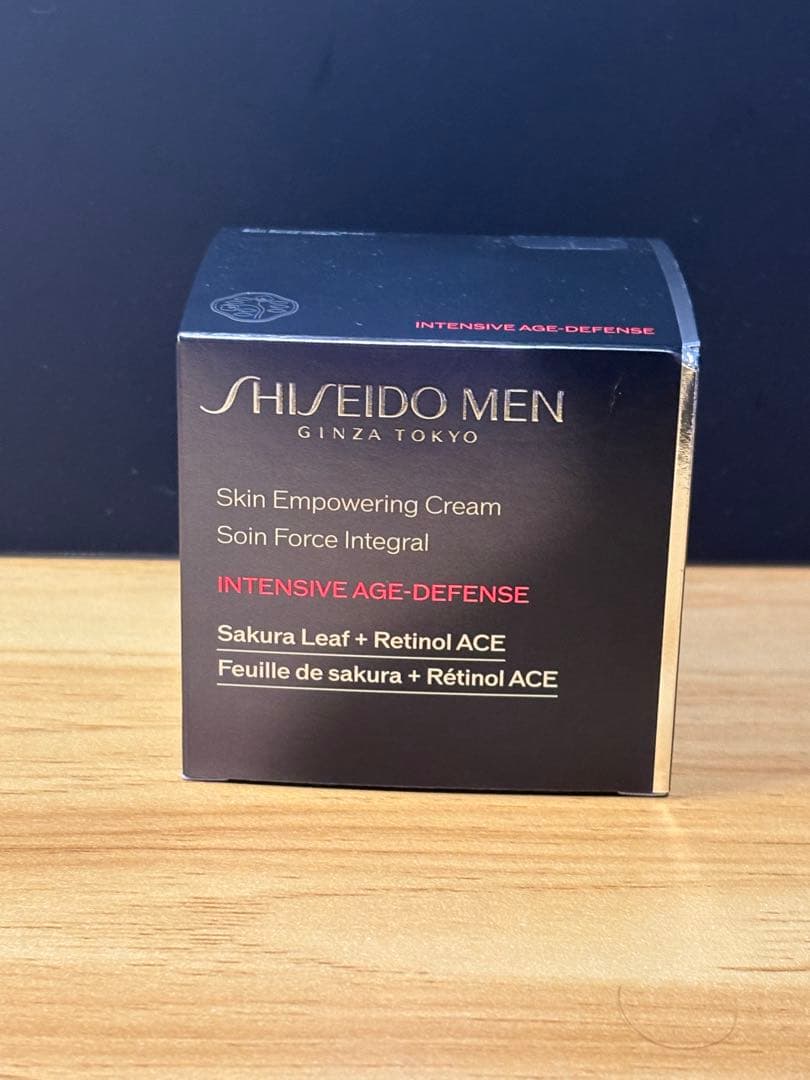 INTENSIVE AGE-DEFENSE
SHISEIDO MEN
GINZA TOKYO
Skin Empowering Cream
Soin Force Integral
INTENSIVE AGE-DEFENSE
Sakura Leaf + Retinol ACE
Feuille de sakura + Rétinol ACE